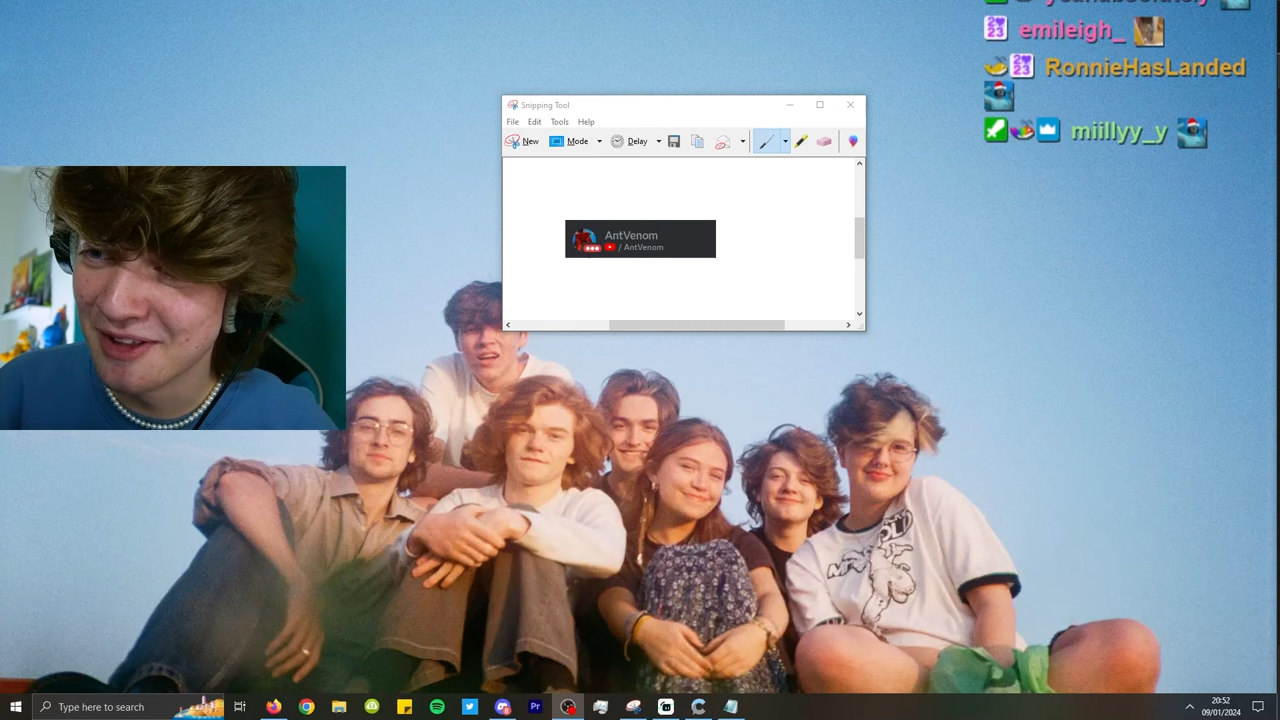 emileigh_
RonnieHasLanded
miillyy_y
Snipping Tool
File Edit Tools Help
New Mode Delay
AntVenom
/ AntVenom
Type here to search
Pr
20:52
09/01/2024